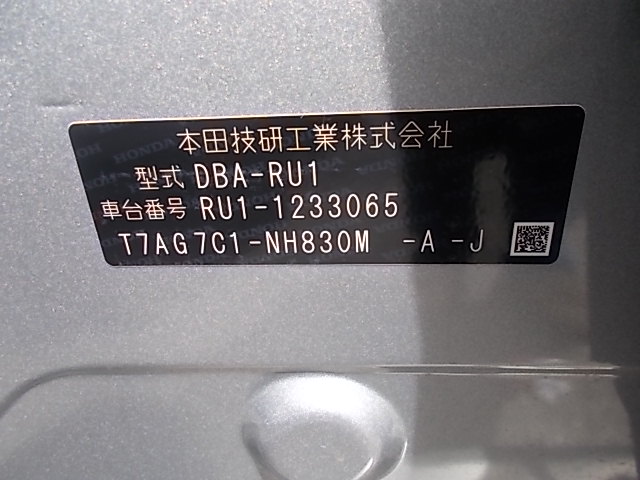 本田技研工業株式会社
型式 DBA-RU1
車台番号 RU1-1233065
T7AG7C1-NH830M -A -J